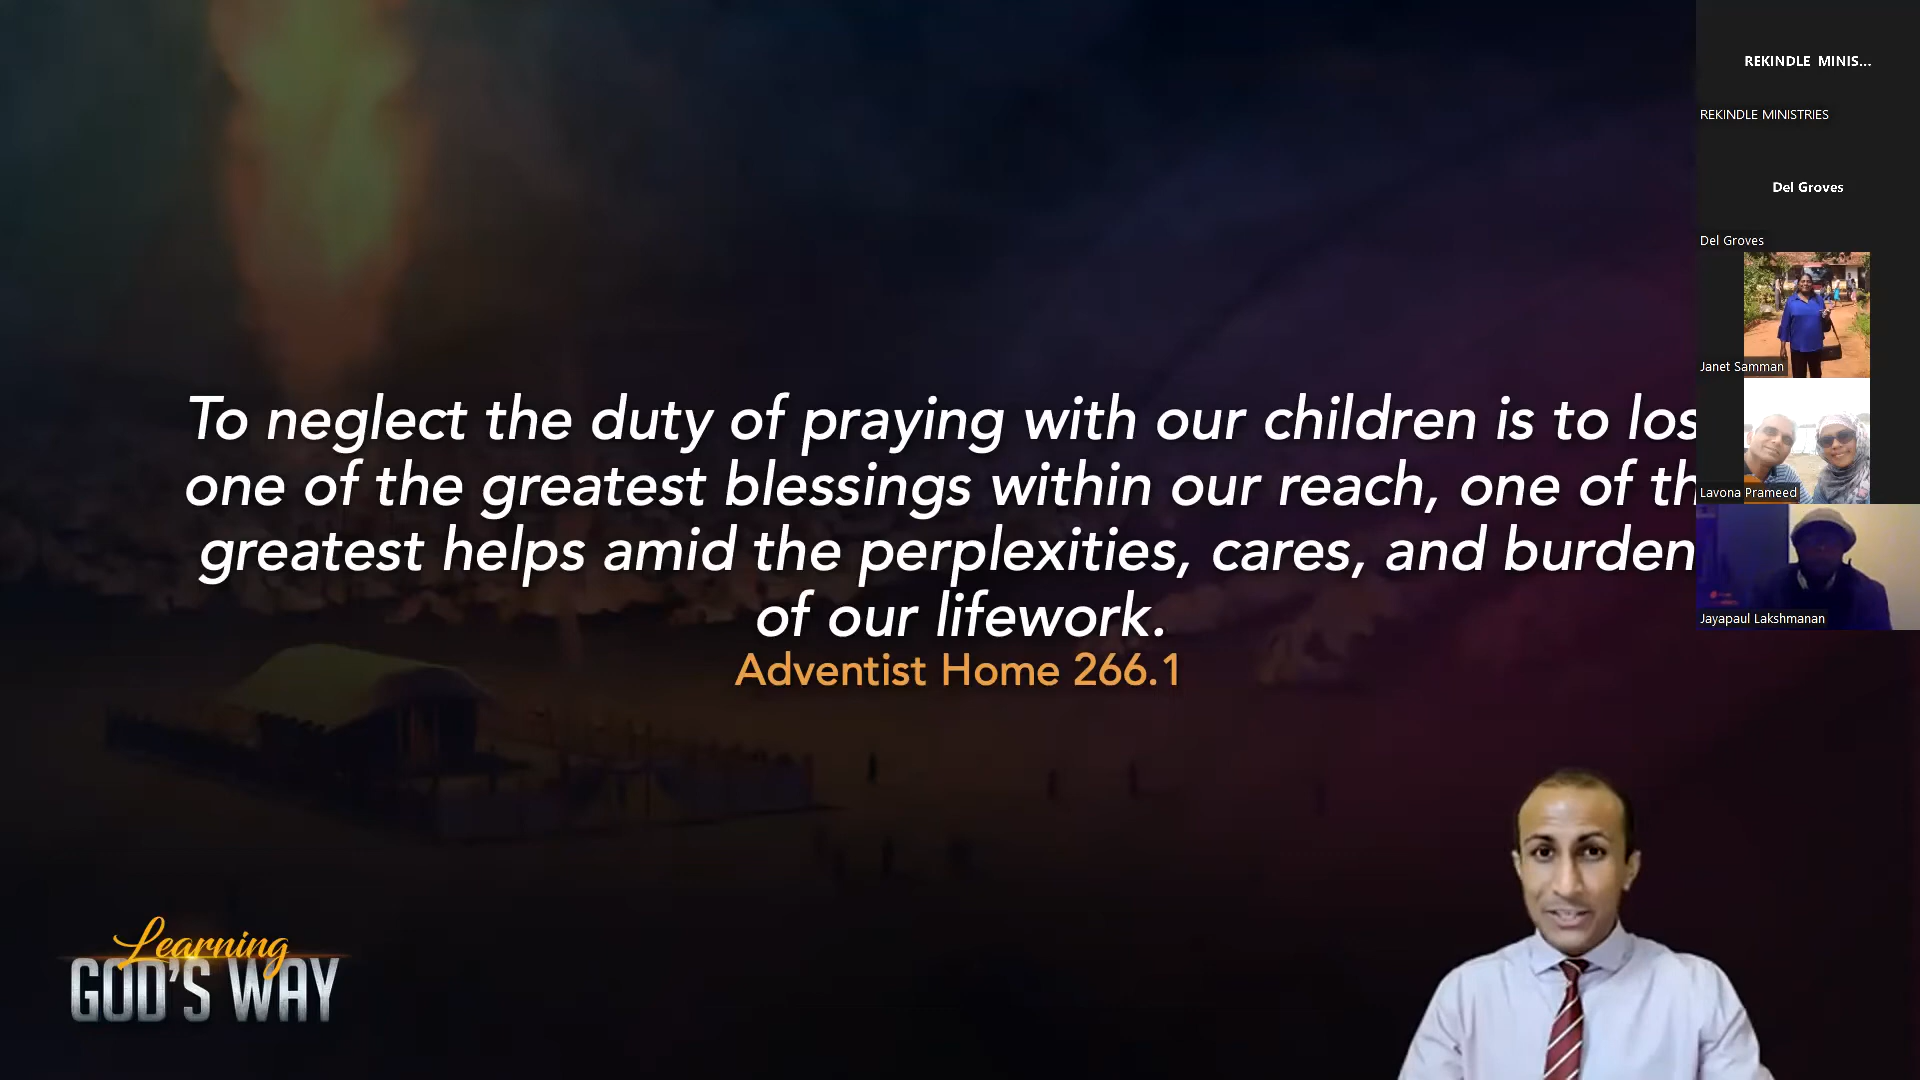 To neglect the duty of praying with our children is to los
one of the greatest blessings within our reach, one of th
greatest helps amid the perplexities, cares, and burden
of our lifework.
Adventist Home 266.1
Learning
GOD'S WAY
REKINDLE MINIS...
REKINDLE MINISTRIES
Del Groves
Del Groves
Janet Samman
Lavona Prameed
Jayapaul Lakshmanan